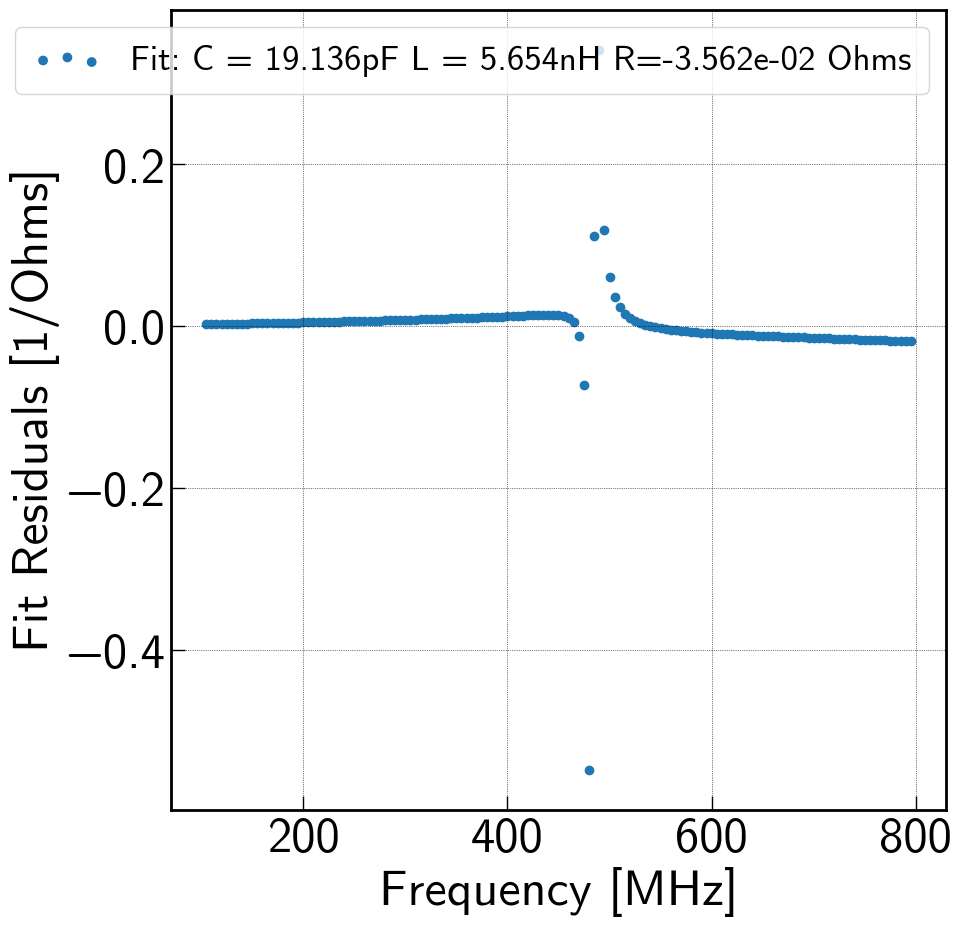 Fit: C = 19.136pF L = 5.654nH R=-3.562e-02 Ohms
0.2
0.0
−0.2
−0.4
Fit Residuals [1/Ohms]
200 400 600 800
Frequency [MHz]